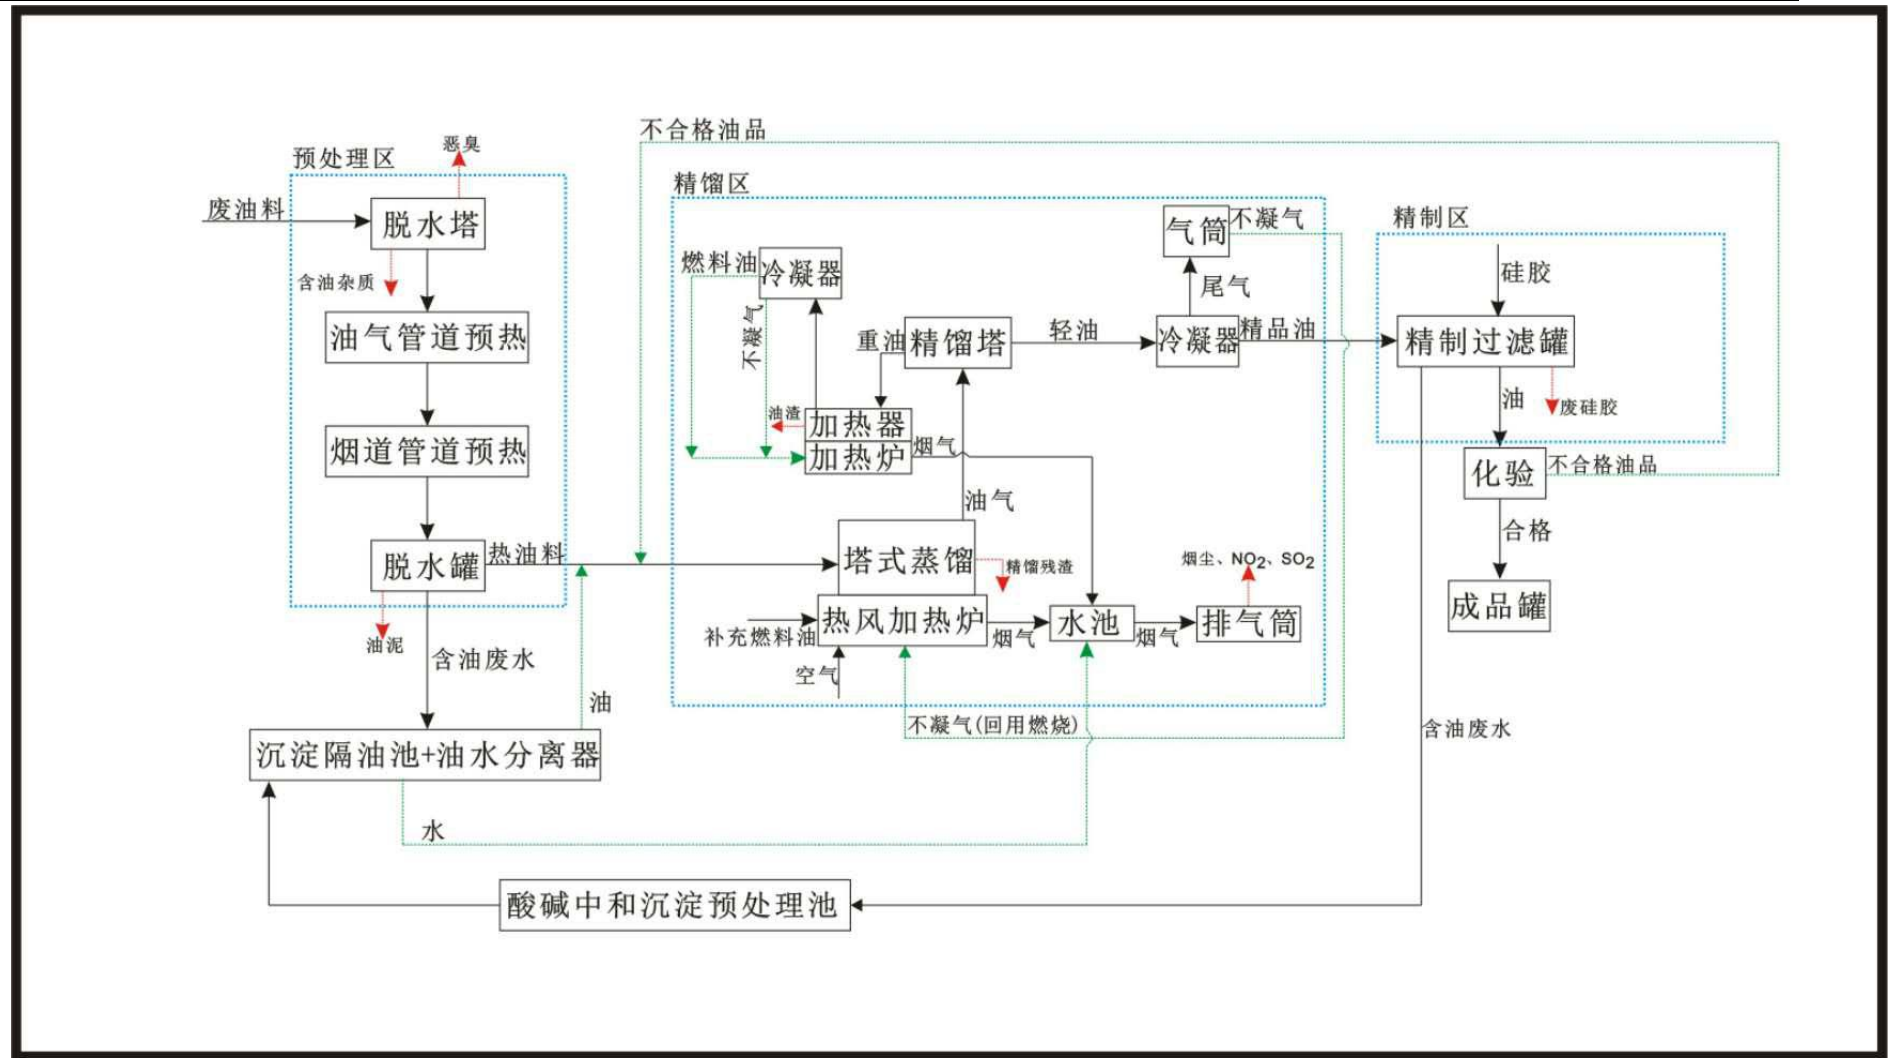 不合格油品
恶臭
预处理区
精馏区
废油料
脱水塔
气筒
不凝气
精制区
含油杂质
燃料油
冷凝器
尾气
硅胶
不凝气
油气管道预热
重油
精馏塔
轻油
冷凝器
精品油
精制过滤罐
油渣
加热器
油
废硅胶
烟道管道预热
加热炉
烟气
化验
不合格油品
油气
合格
脱水罐
热油料
塔式蒸馏
精馏残渣
烟尘、NO2、SO2
成品罐
补充燃料油
热风加热炉
烟气
水池
烟气
排气筒
油泥
含油废水
空气
油
不凝气(回用燃烧)
含油废水
沉淀隔油池+油水分离器
水
酸碱中和沉淀预处理池